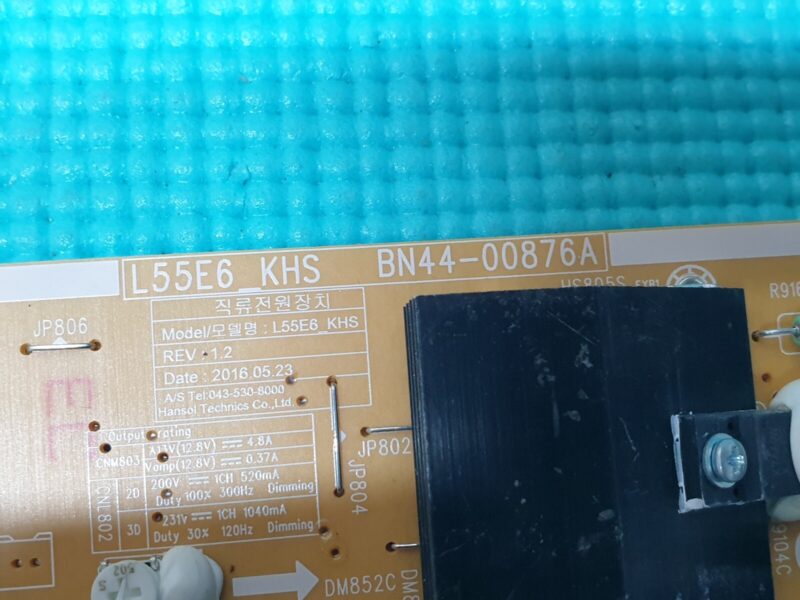 L55E6_KHS BN44-00876A
직류전원장치
Model/모델명 : L55E6_KHS
REV : 1.2
Date : 2016.05.23
A/S Tel:043-530-8000
Hansol Technics Co.,Ltd.
Output rating
CNM803 A13V(12.8V) 4.8A
Vamp(12.8V) 0.37A
CNL802 2D 200V 1CH 520mA
Duty 100% 300Hz Dimming
3D 231V 1CH 1040mA
Duty 30% 120Hz Dimming
JP806
JP802
JP804
HS805S
R916
DM852C
9104C